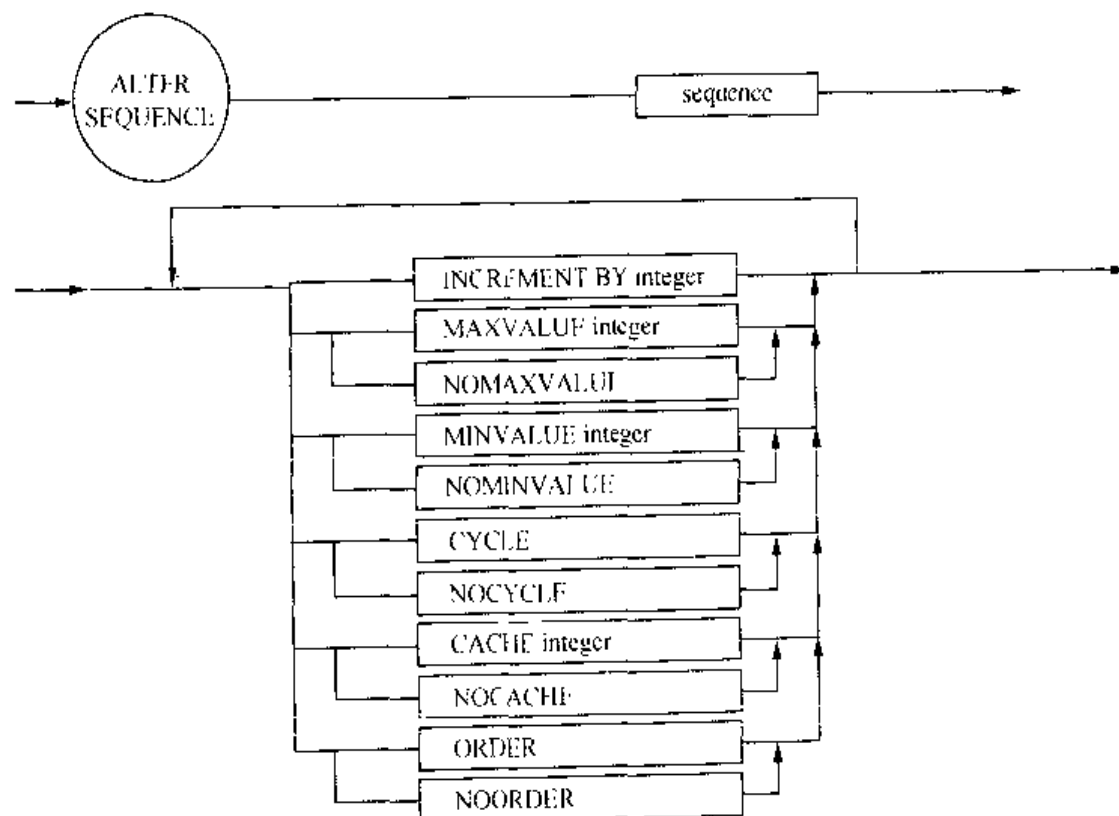 ALTER
SEQUENCE
sequence
INCREMENT BY integer
MAXVALUE integer
NOMAXVALUE
MINVALUE integer
NOMINVALUE
CYCLE
NOCYCLE
CACHE integer
NOCACHE
ORDER
NOORDER